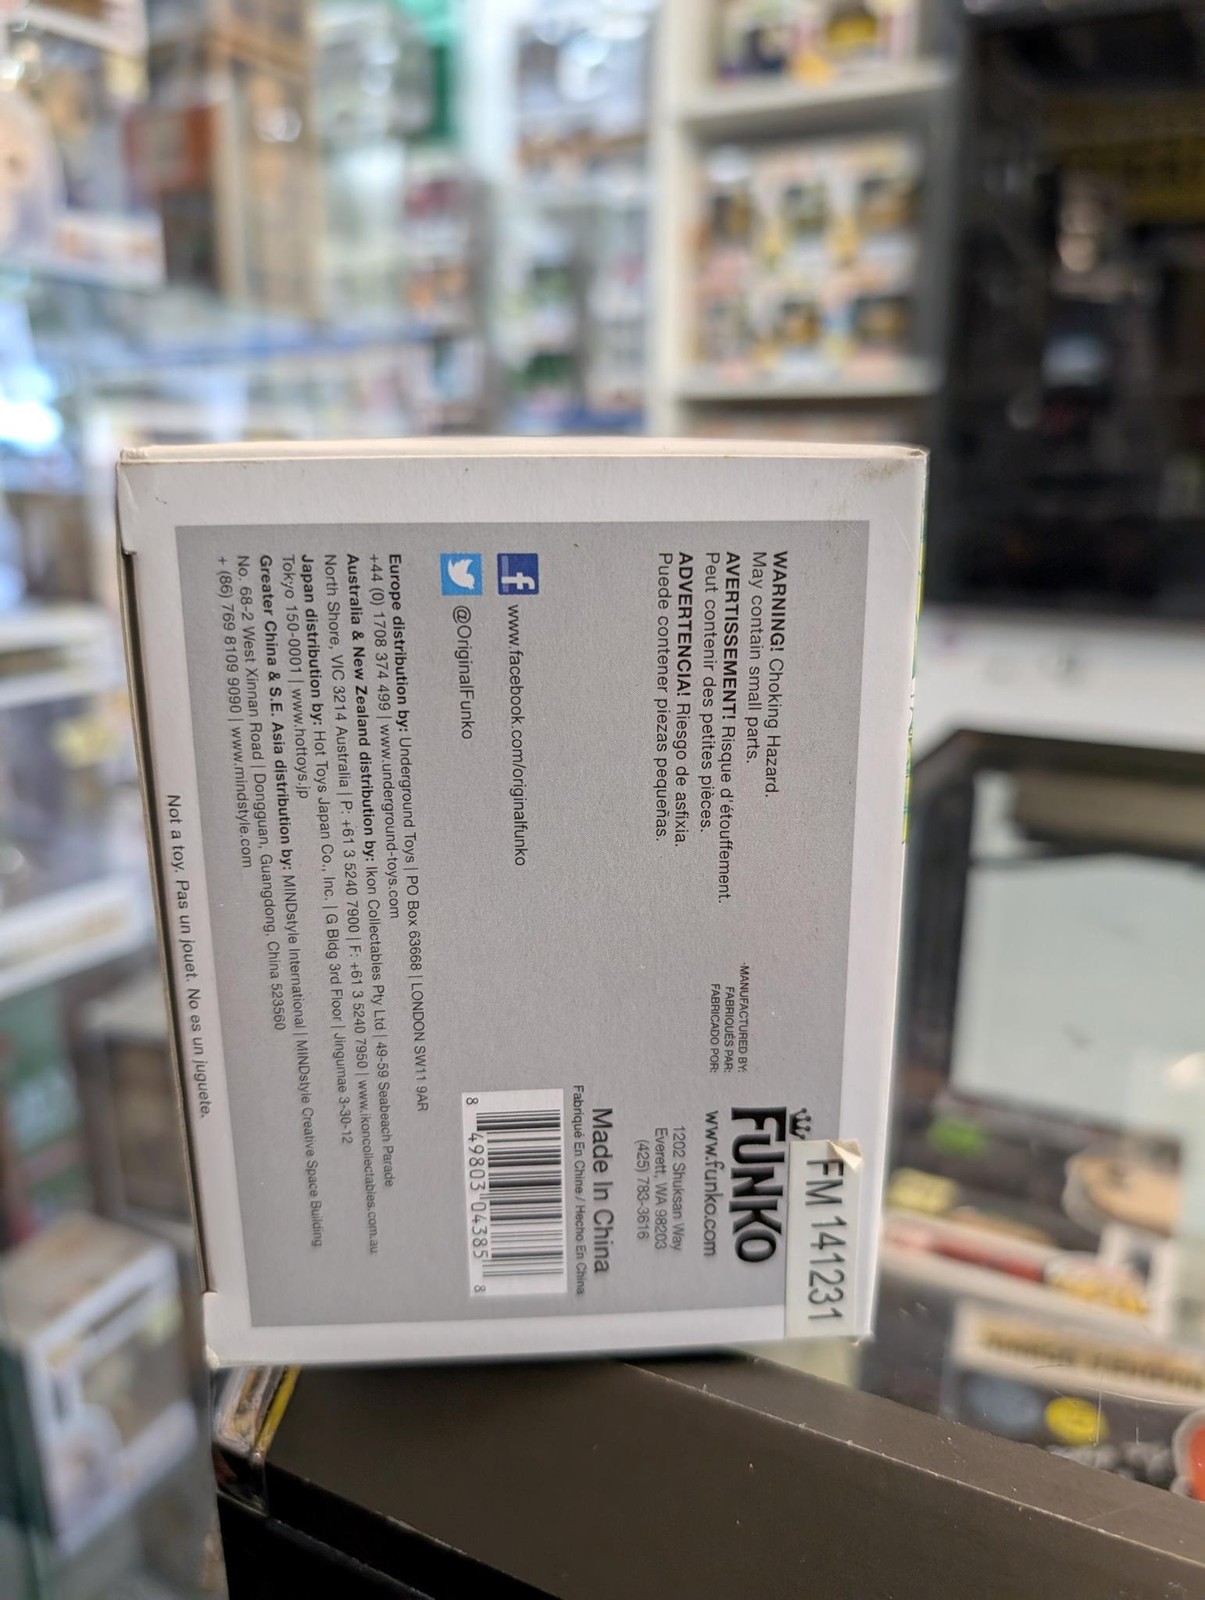 WARNING! Choking Hazard.
May contain small parts.
AVERTISSEMENT! Risque d'étouffement.
Peut contenir des petites pièces.
ADVERTENCIA! Riesgo de asfixia.
Puede contener piezas pequeñas.
-MANUFACTURED BY:
FABRIQUÉS PAR:
FABRICADO POR:
FUNKO
FM 141231
www.funko.com
1202 Shuksan Way
Everett, WA 98203
(425) 783-3616
www.facebook.com/originalfunko
@OriginalFunko
Made In China
Fabriqué En Chine / Hecho En China
8 49803 04385 8
Europe distribution by: Underground Toys | PO Box 63668 | LONDON SW11 9AR
+44 (0) 1708 374 499 | www.underground-toys.com
Australia & New Zealand distribution by: Ikon Collectables Pty Ltd | 49-59 Seabeach Parade
North Shore, VIC 3214 Australia | P: +61 3 5240 7900 | F: +61 3 5240 7950 | www.ikoncollectables.com.au
Japan distribution by: Hot Toys Japan Co., Inc. | G Bldg 3rd Floor | Jingumae 3-30-12
Tokyo 150-0001 | www.hottoys.jp
Greater China & S.E. Asia distribution by: MINDstyle International | MINDstyle Creative Space Building
No. 68-2 West Xinnan Road | Dongguan, Guangdong, China 523560
+ (86) 769 8109 9090 | www.mindstyle.com
Not a toy. Pas un jouet. No es un juguete.